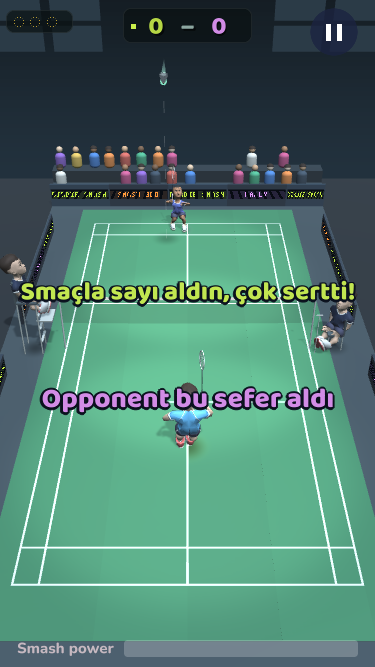 0 – 0
Smaçla sayı aldın, çok sertti!
Opponent bu sefer aldı
Smash power